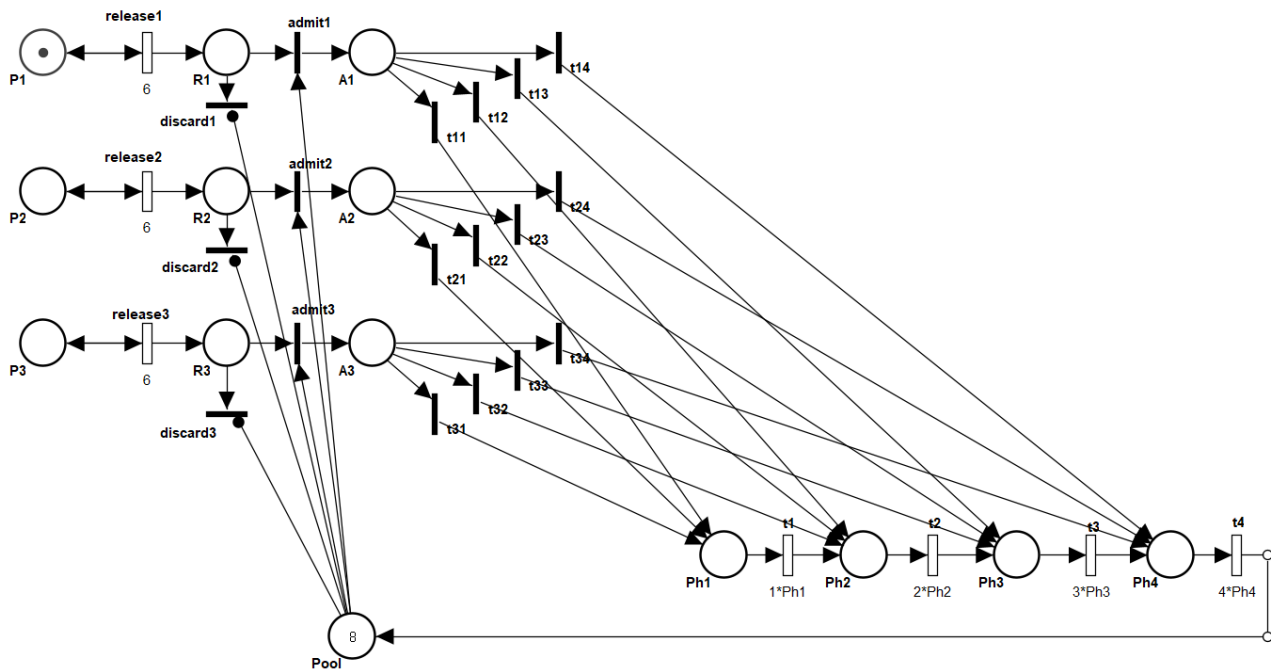 release1
admit1
P1
6
R1
A1
t14
t13
t12
t11
discard1
release2
admit2
P2
6
R2
A2
t24
t23
t22
t21
discard2
release3
admit3
P3
6
R3
A3
t34
t33
t32
t31
discard3
t1
t2
t3
t4
Ph1
1*Ph1
Ph2
2*Ph2
Ph3
3*Ph3
Ph4
4*Ph4
8
Pool